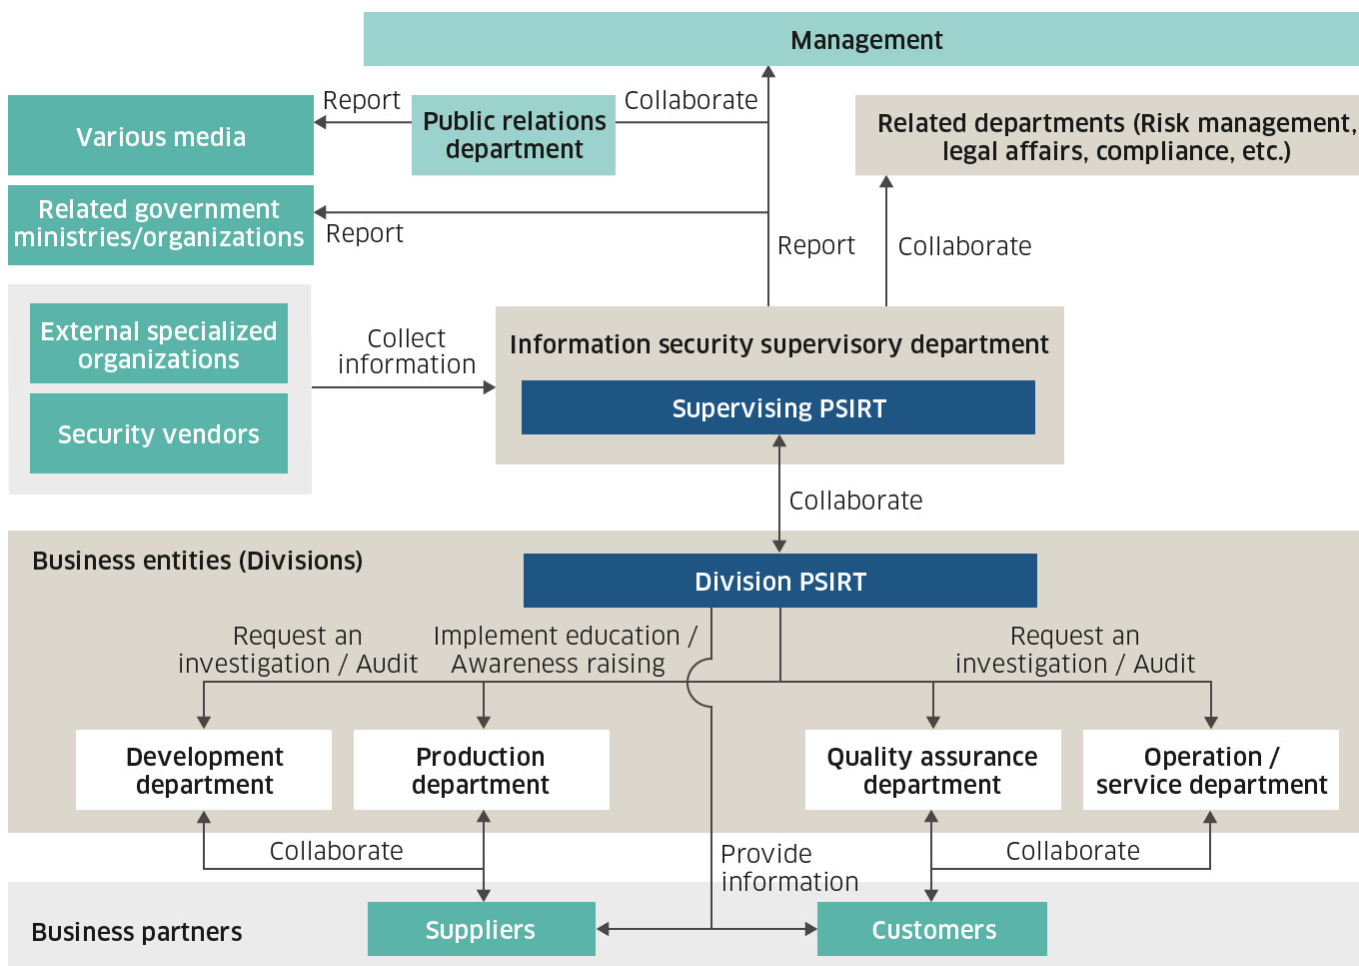 Management
Report
Collaborate
Various media
Public relations
department
Related departments (Risk management,
legal affairs, compliance, etc.)
Related government
ministries/organizations
Report
Report
Collaborate
External specialized
organizations
Security vendors
Collect
information
Information security supervisory department
Supervising PSIRT
Collaborate
Business entities (Divisions)
Division PSIRT
Request an
investigation / Audit
Implement education /
Awareness raising
Request an
investigation / Audit
Development
department
Production
department
Quality assurance
department
Operation /
service department
Collaborate
Provide
information
Collaborate
Business partners
Suppliers
Customers